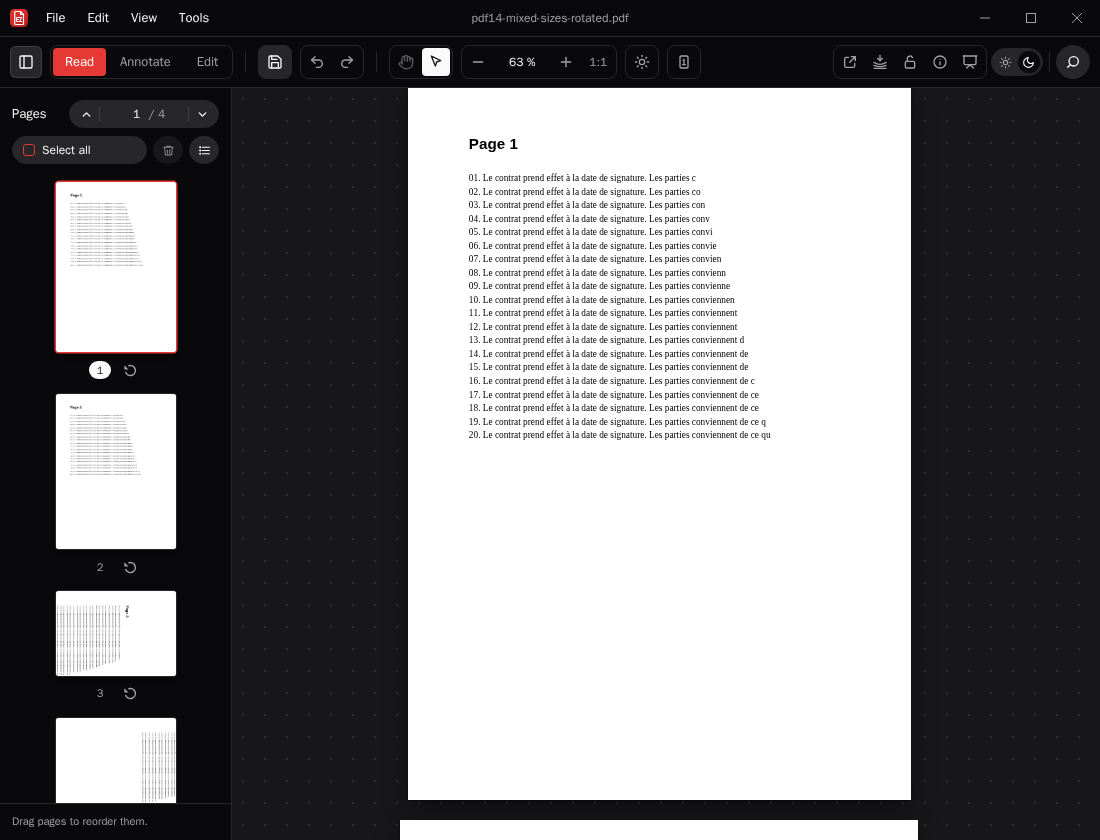 File Edit View Tools
pdf14-mixed-sizes-rotated.pdf
Read Annotate Edit
63 %
1:1
Pages
1 / 4
Select all
Page 1
1
Page 2
2
3
Drag pages to reorder them.
Page 1
01. Le contrat prend effet à la date de signature. Les parties c
02. Le contrat prend effet à la date de signature. Les parties co
03. Le contrat prend effet à la date de signature. Les parties con
04. Le contrat prend effet à la date de signature. Les parties conv
05. Le contrat prend effet à la date de signature. Les parties convi
06. Le contrat prend effet à la date de signature. Les parties convie
07. Le contrat prend effet à la date de signature. Les parties convien
08. Le contrat prend effet à la date de signature. Les parties convienn
09. Le contrat prend effet à la date de signature. Les parties convienne
10. Le contrat prend effet à la date de signature. Les parties conviennen
11. Le contrat prend effet à la date de signature. Les parties conviennent
12. Le contrat prend effet à la date de signature. Les parties conviennent
13. Le contrat prend effet à la date de signature. Les parties conviennent d
14. Le contrat prend effet à la date de signature. Les parties conviennent de
15. Le contrat prend effet à la date de signature. Les parties conviennent de
16. Le contrat prend effet à la date de signature. Les parties conviennent de c
17. Le contrat prend effet à la date de signature. Les parties conviennent de ce
18. Le contrat prend effet à la date de signature. Les parties conviennent de ce
19. Le contrat prend effet à la date de signature. Les parties conviennent de ce q
20. Le contrat prend effet à la date de signature. Les parties conviennent de ce qu